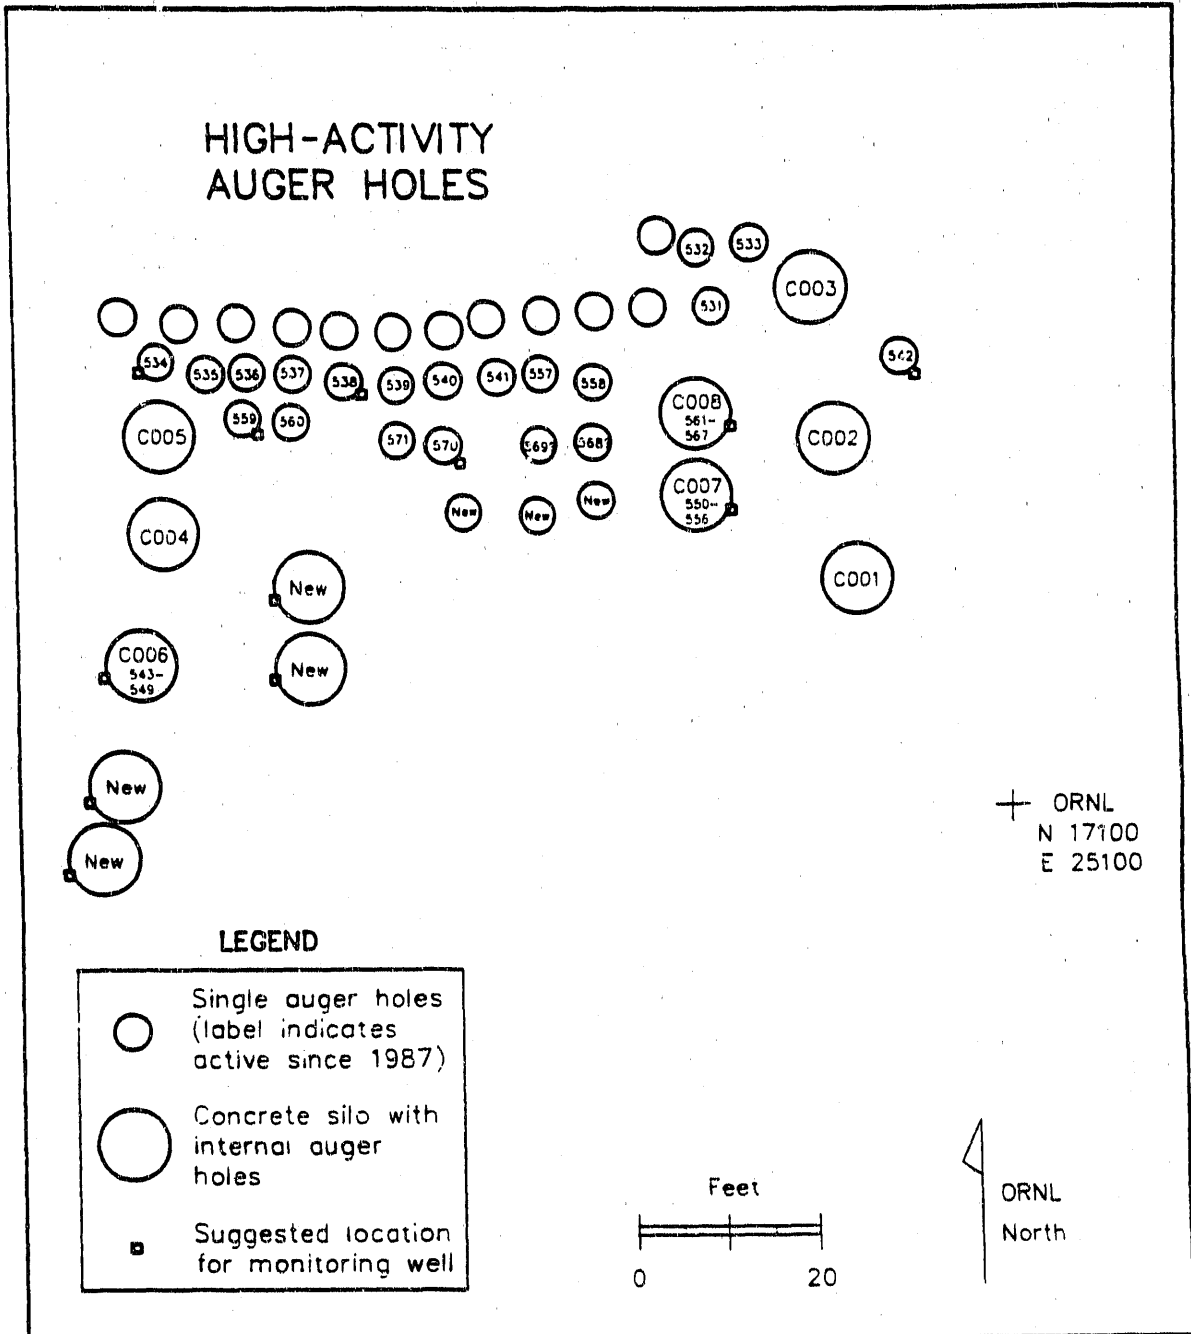 HIGH-ACTIVITY
AUGER HOLES
532
533
C003
531
534
535
536
537
538
539
540
541
557
558
542
559
560
C005
571
570
569?
568?
C008
561-
567
C002
C007
550-
556
New
New
New
C004
New
C001
C006
543-
549
New
New
New
ORNL
N 17100
E 25100
LEGEND
Single auger holes
(label indicates
active since 1987)
Concrete silo with
internal auger
holes
Suggested location
for monitoring well
Feet
0 20
ORNL
North